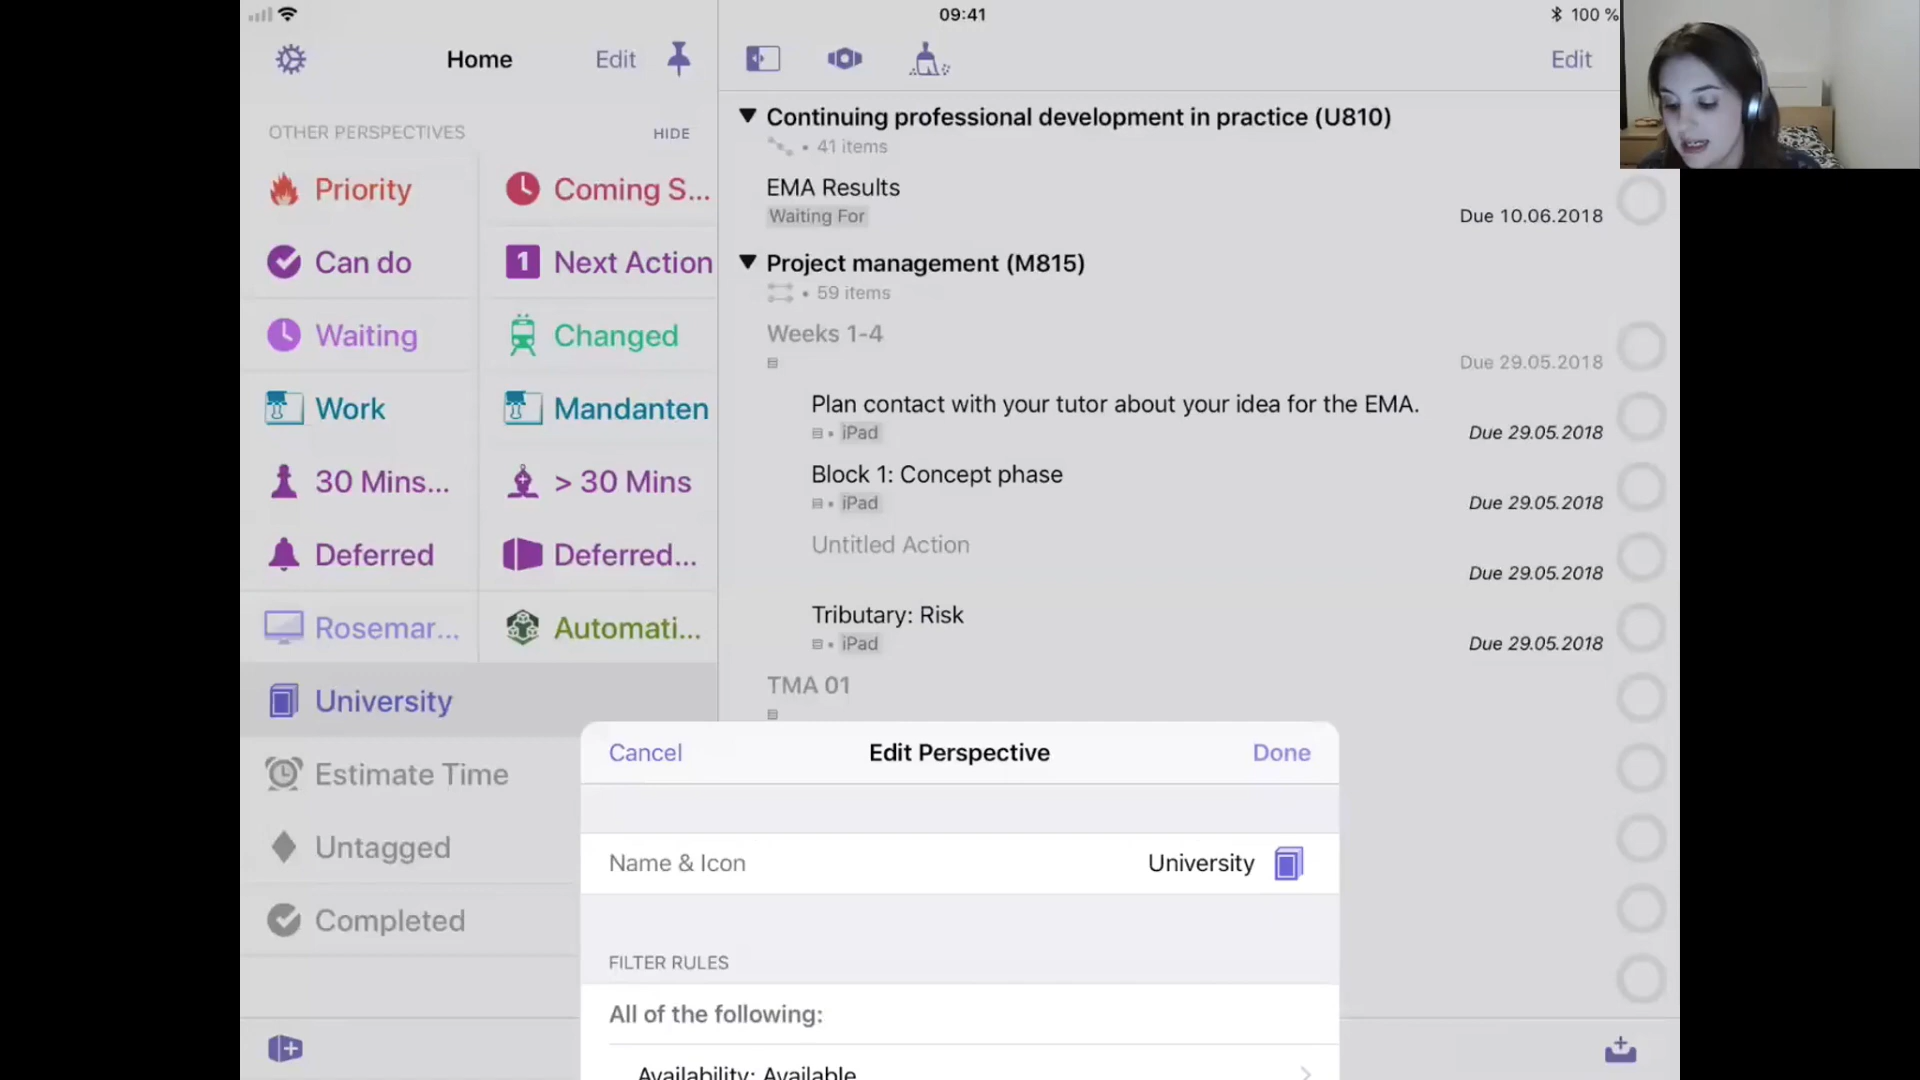 09:41
100 %
Home
Edit
Edit
OTHER PERSPECTIVES
HIDE
Priority
Coming S...
Can do
1
Next Action
Waiting
Changed
Work
Mandanten
30 Mins...
> 30 Mins
Deferred
Deferred...
Rosemar...
Automati...
University
Estimate Time
Untagged
Completed
Continuing professional development in practice (U810)
• 41 items
EMA Results
Waiting For
Due 10.06.2018
Project management (M815)
• 59 items
Weeks 1-4
Due 29.05.2018
Plan contact with your tutor about your idea for the EMA.
• iPad
Due 29.05.2018
Block 1: Concept phase
• iPad
Due 29.05.2018
Untitled Action
Due 29.05.2018
Tributary: Risk
• iPad
Due 29.05.2018
TMA 01
Cancel
Edit Perspective
Done
Name & Icon
University
FILTER RULES
All of the following:
Availability: Available